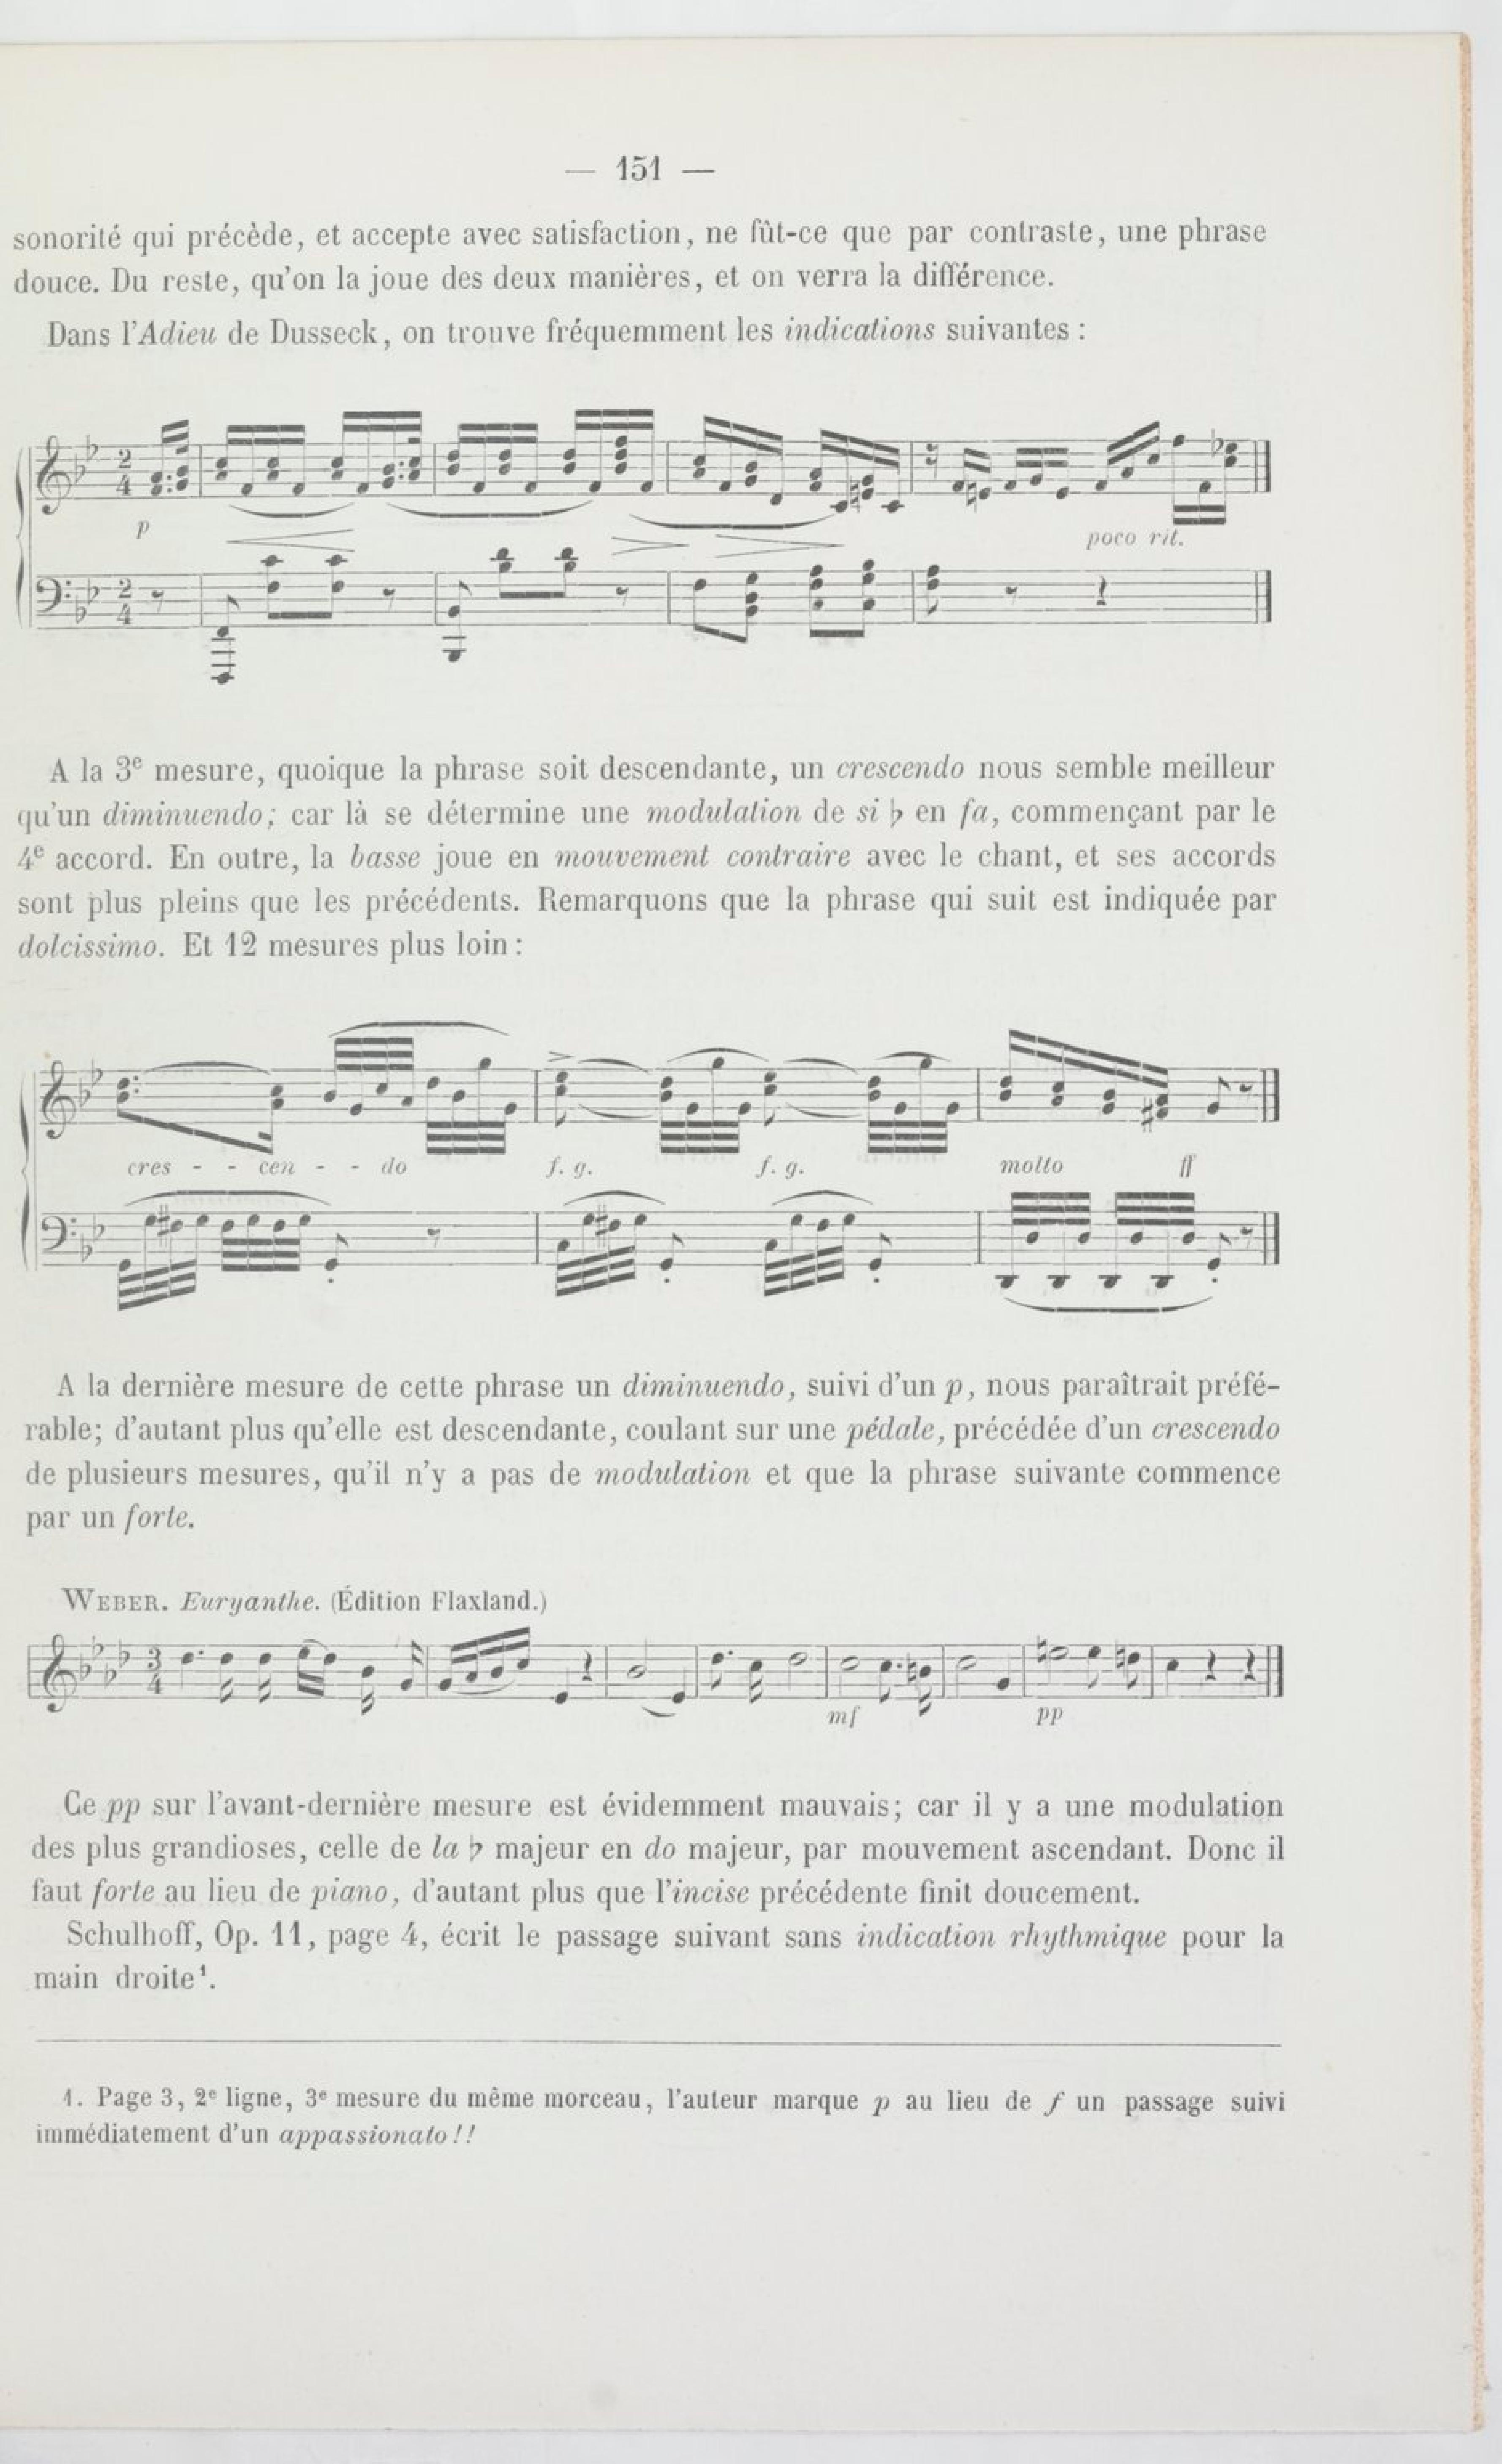 — 151 —
sonorité qui précède, et accepte avec satisfaction, ne fût-ce que par contraste, une phrase
douce. Du reste, qu'on la joue des deux manières, et on verra la différence.
Dans l'Adieu de Dusseck, on trouve fréquemment les indications suivantes :
2 4
p
poco rit.
2 4
A la 3e mesure, quoique la phrase soit descendante, un crescendo nous semble meilleur
qu'un diminuendo; car là se détermine une modulation de si ♭ en fa, commençant par le
4e accord. En outre, la basse joue en mouvement contraire avec le chant, et ses accords
sont plus pleins que les précédents. Remarquons que la phrase qui suit est indiquée par
dolcissimo. Et 12 mesures plus loin :
cres - - cen - - do f. g. f. g. molto ff
A la dernière mesure de cette phrase un diminuendo, suivi d'un p, nous paraîtrait préfé-
rable; d'autant plus qu'elle est descendante, coulant sur une pédale, précédée d'un crescendo
de plusieurs mesures, qu'il n'y a pas de modulation et que la phrase suivante commence
par un forte.
WEBER. Euryanthe. (Édition Flaxland.)
3 4
mf pp
Ce pp sur l'avant-dernière mesure est évidemment mauvais; car il y a une modulation
des plus grandioses, celle de la ♭ majeur en do majeur, par mouvement ascendant. Donc il
faut forte au lieu de piano, d'autant plus que l'incise précédente finit doucement.
Schulhoff, Op. 11, page 4, écrit le passage suivant sans indication rhythmique pour la
main droite¹.
1. Page 3, 2e ligne, 3e mesure du même morceau, l'auteur marque p au lieu de f un passage suivi
immédiatement d'un appassionato!!